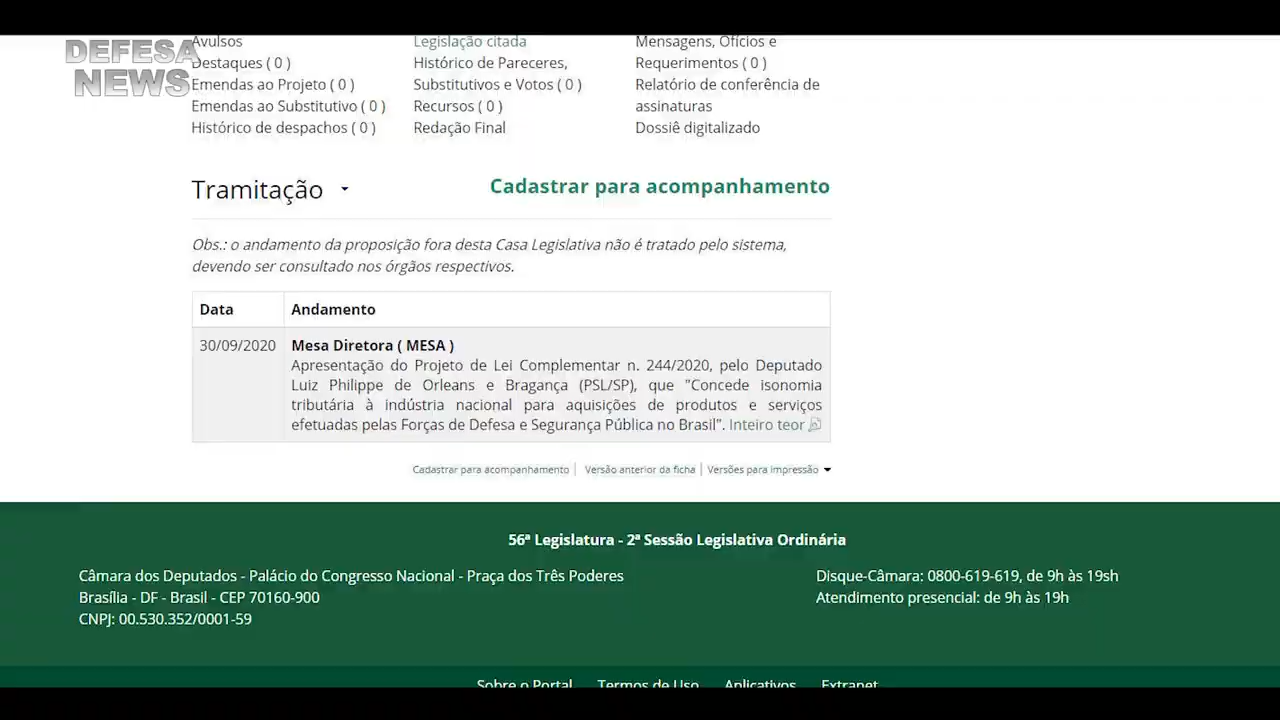 DEFESA
NEWS
Avulsos
Destaques ( 0 )
Emendas ao Projeto ( 0 )
Emendas ao Substitutivo ( 0 )
Histórico de despachos ( 0 )
Legislação citada
Histórico de Pareceres,
Substitutivos e Votos ( 0 )
Recursos ( 0 )
Redação Final
Mensagens, Ofícios e
Requerimentos ( 0 )
Relatório de conferência de
assinaturas
Dossiê digitalizado
Tramitação
Cadastrar para acompanhamento
Obs.: o andamento da proposição fora desta Casa Legislativa não é tratado pelo sistema,
devendo ser consultado nos órgãos respectivos.
Data Andamento
30/09/2020 Mesa Diretora ( MESA )
Apresentação do Projeto de Lei Complementar n. 244/2020, pelo Deputado
Luiz Philippe de Orleans e Bragança (PSL/SP), que "Concede isonomia
tributária à indústria nacional para aquisições de produtos e serviços
efetuadas pelas Forças de Defesa e Segurança Pública no Brasil". Inteiro teor
Cadastrar para acompanhamento | Versão anterior da ficha | Versões para impressão
56ª Legislatura - 2ª Sessão Legislativa Ordinária
Câmara dos Deputados - Palácio do Congresso Nacional - Praça dos Três Poderes
Brasília - DF - Brasil - CEP 70160-900
CNPJ: 00.530.352/0001-59
Disque-Câmara: 0800-619-619, de 9h às 19sh
Atendimento presencial: de 9h às 19h
Sobre o Portal Termos de Uso Aplicativos Extranet